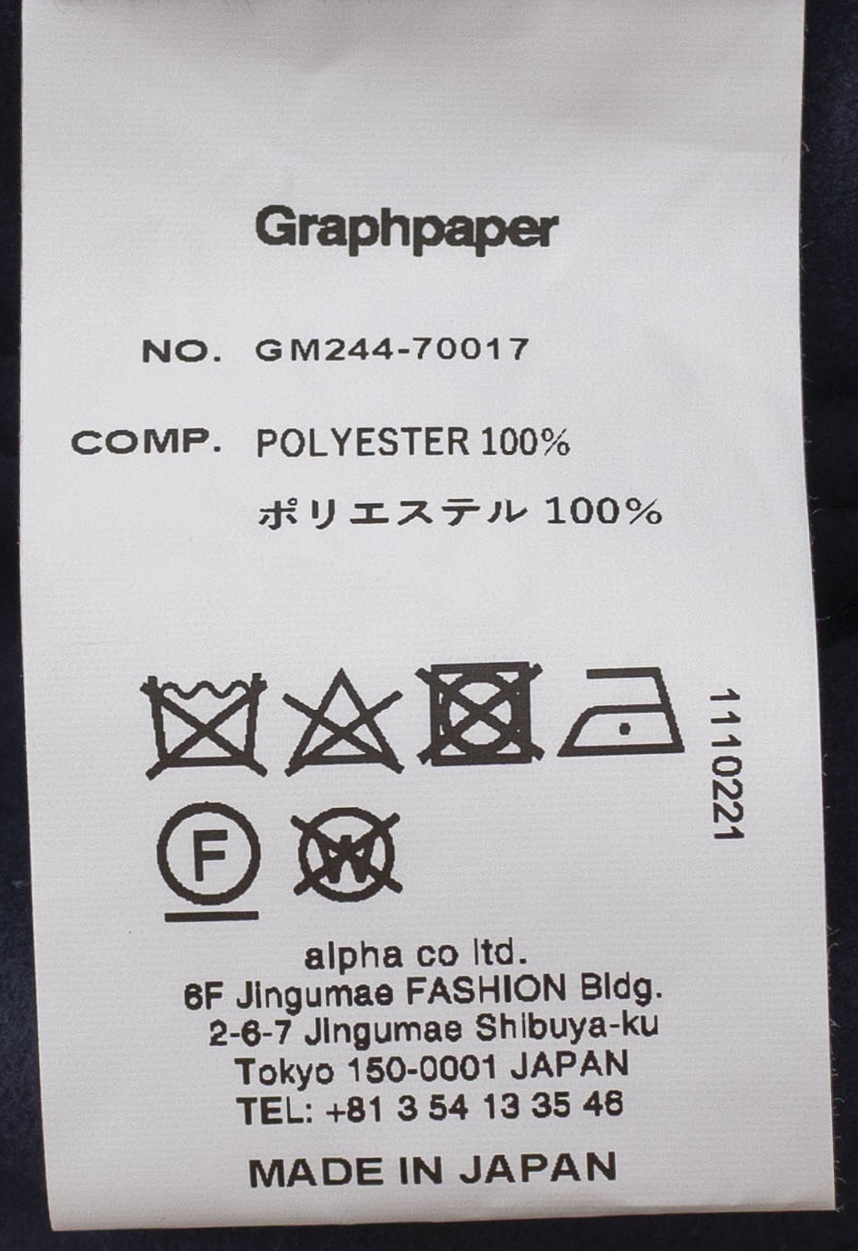 Graphpaper
NO. GM244-70017
COMP. POLYESTER 100%
ポリエステル 100%
1110221
F
W
alpha co ltd.
6F Jingumae FASHION Bldg.
2-6-7 Jingumae Shibuya-ku
Tokyo 150-0001 JAPAN
TEL: +81 3 54 13 35 46
MADE IN JAPAN